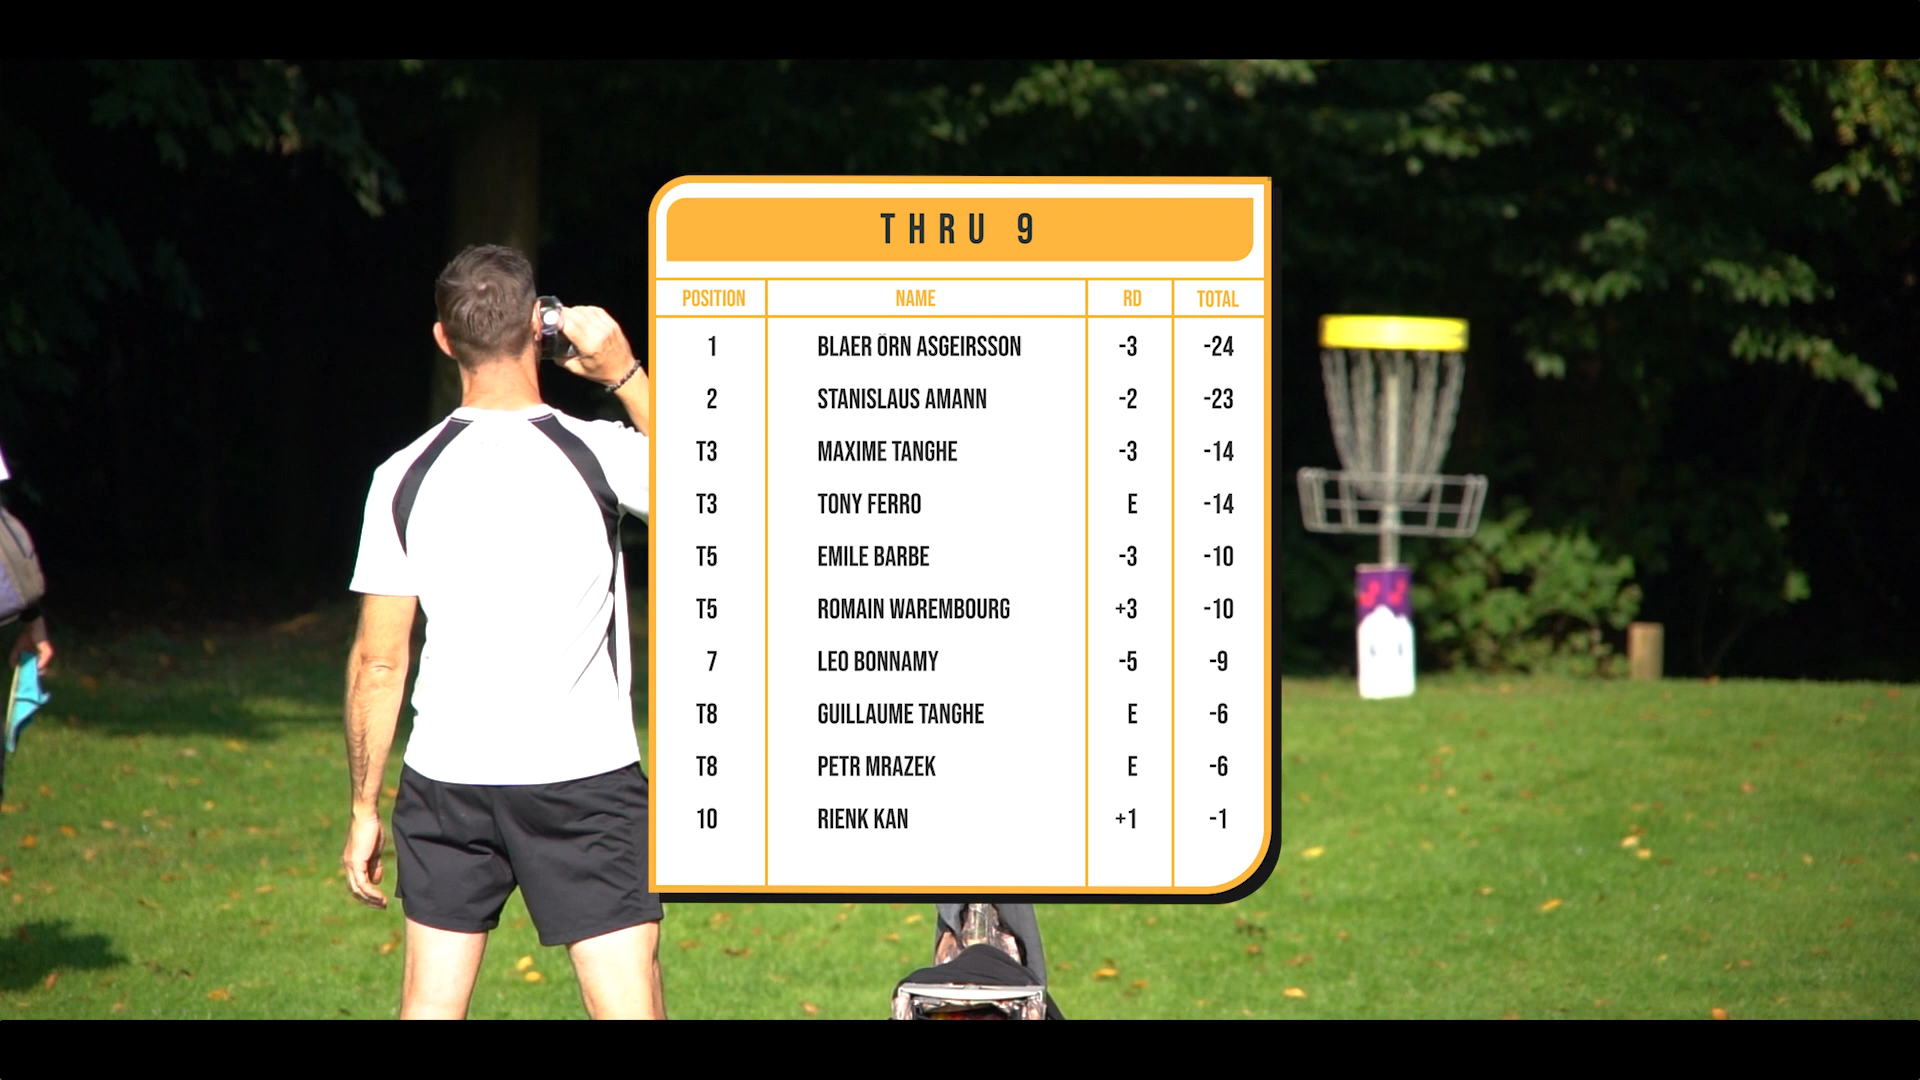 THRU 9
POSITION NAME RD TOTAL
1 BLAER ÖRN ASGEIRSSON -3 -24
2 STANISLAUS AMANN -2 -23
T3 MAXIME TANGHE -3 -14
T3 TONY FERRO E -14
T5 EMILE BARBE -3 -10
T5 ROMAIN WAREMBOURG +3 -10
7 LEO BONNAMY -5 -9
T8 GUILLAUME TANGHE E -6
T8 PETR MRAZEK E -6
10 RIENK KAN +1 -1